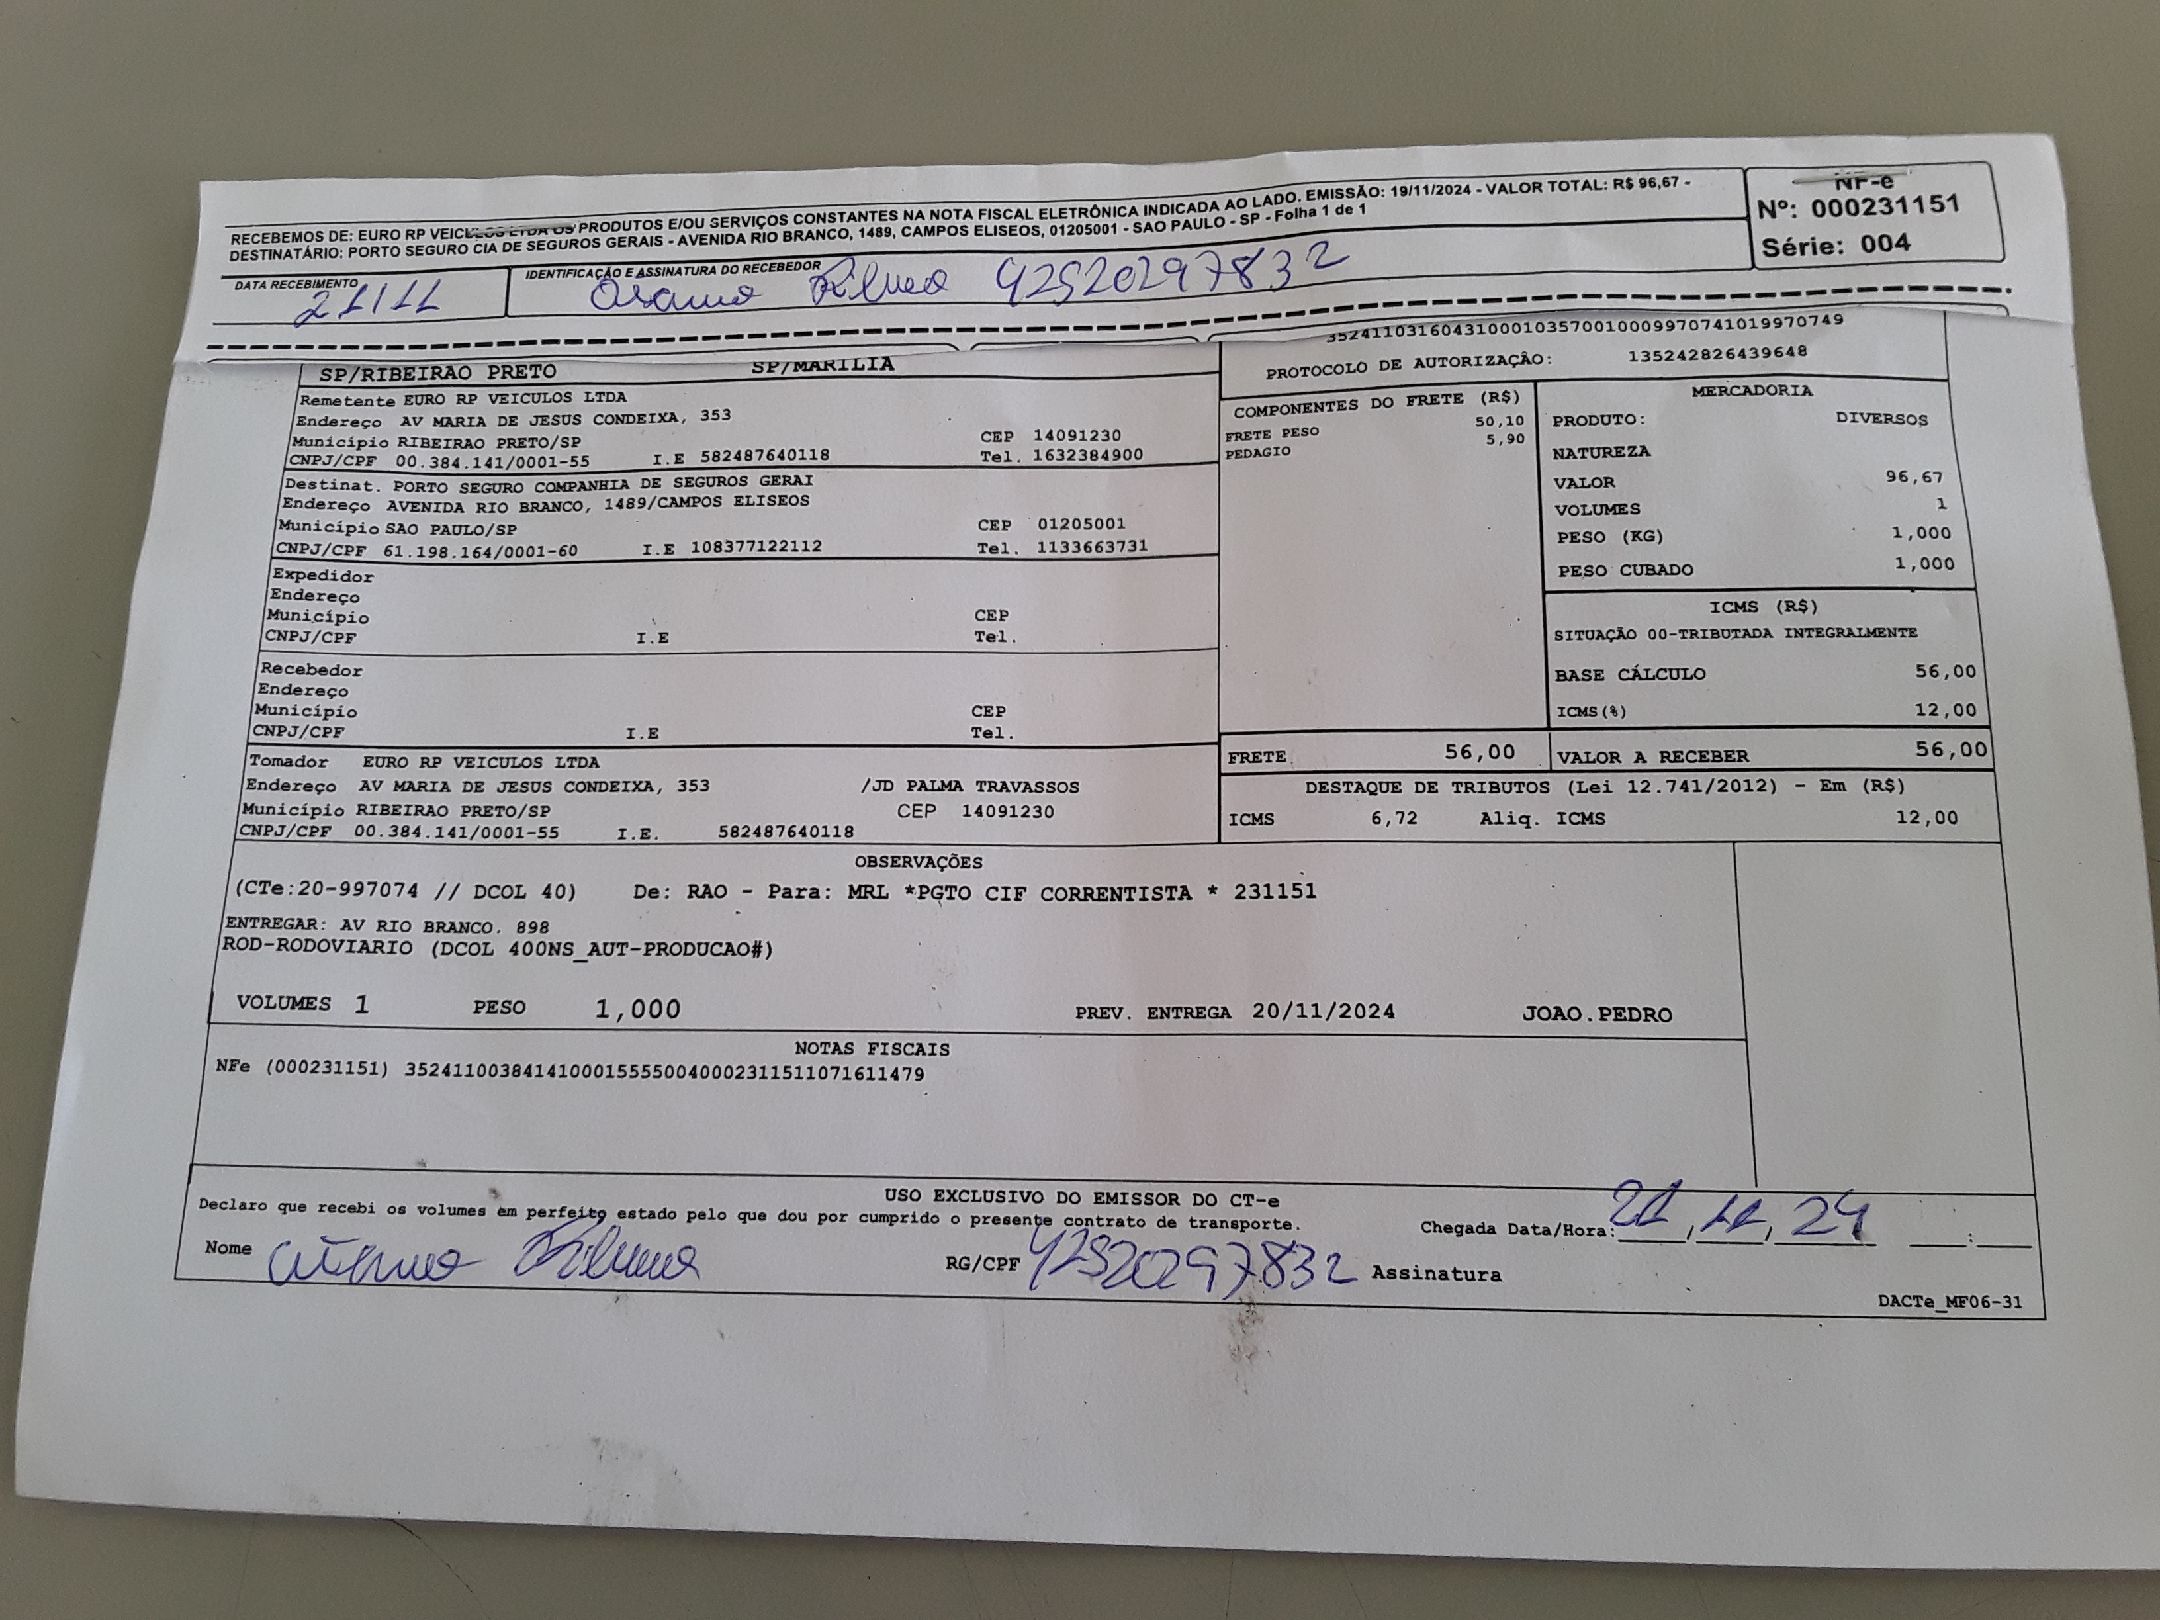 RECEBEMOS DE: EURO RP VEICULOS LTDA OS PRODUTOS E/OU SERVIÇOS CONSTANTES NA NOTA FISCAL ELETRÔNICA INDICADA AO LADO. EMISSÃO: 19/11/2024 - VALOR TOTAL: R$ 96,67 -
DESTINATÁRIO: PORTO SEGURO CIA DE SEGUROS GERAIS - AVENIDA RIO BRANCO, 1489, CAMPOS ELISEOS, 01205001 - SAO PAULO - SP - Folha 1 de 1
NF-e
Nº: 000231151
Série: 004
DATA RECEBIMENTO
21/11
IDENTIFICAÇÃO E ASSINATURA DO RECEBEDOR
42520297832
SP/RIBEIRAO PRETO SP/MARILIA
35241103160431000103570010009970741019970749
PROTOCOLO DE AUTORIZAÇÃO: 135242826439648
Remetente EURO RP VEICULOS LTDA
Endereço AV MARIA DE JESUS CONDEIXA, 353
Município RIBEIRAO PRETO/SP CEP 14091230
CNPJ/CPF 00.384.141/0001-55 I.E 582487640118 Tel. 1632384900
Destinat. PORTO SEGURO COMPANHIA DE SEGUROS GERAI
Endereço AVENIDA RIO BRANCO, 1489/CAMPOS ELISEOS
Município SAO PAULO/SP CEP 01205001
CNPJ/CPF 61.198.164/0001-60 I.E 108377122112 Tel. 1133663731
Expedidor
Endereço
Município CEP
CNPJ/CPF I.E Tel.
Recebedor
Endereço
Município CEP
CNPJ/CPF I.E Tel.
Tomador EURO RP VEICULOS LTDA
Endereço AV MARIA DE JESUS CONDEIXA, 353 /JD PALMA TRAVASSOS
Município RIBEIRAO PRETO/SP CEP 14091230
CNPJ/CPF 00.384.141/0001-55 I.E. 582487640118
COMPONENTES DO FRETE (R$)
FRETE PESO 50,10
PEDAGIO 5,90
MERCADORIA
PRODUTO: DIVERSOS
NATUREZA
VALOR 96,67
VOLUMES 1
PESO (KG) 1,000
PESO CUBADO 1,000
ICMS (R$)
SITUAÇÃO 00-TRIBUTADA INTEGRALMENTE
BASE CÁLCULO 56,00
ICMS(%) 12,00
FRETE 56,00 VALOR A RECEBER 56,00
DESTAQUE DE TRIBUTOS (Lei 12.741/2012) - Em (R$)
ICMS 6,72 Aliq. ICMS 12,00
OBSERVAÇÕES
(CTe:20-997074 // DCOL 40) De: RAO - Para: MRL *PGTO CIF CORRENTISTA * 231151
ENTREGAR: AV RIO BRANCO. 898
ROD-RODOVIARIO (DCOL 400NS_AUT-PRODUCAO#)
VOLUMES 1 PESO 1,000 PREV. ENTREGA 20/11/2024 JOAO.PEDRO
NOTAS FISCAIS
NFe (000231151) 35241100384141000155550040002311511071611479
USO EXCLUSIVO DO EMISSOR DO CT-e
Declaro que recebi os volumes em perfeito estado pelo que dou por cumprido o presente contrato de transporte.
Chegada Data/Hora: 21, 11, 24 :
Nome
RG/CPF 42520297832 Assinatura
DACTe_MF06-31